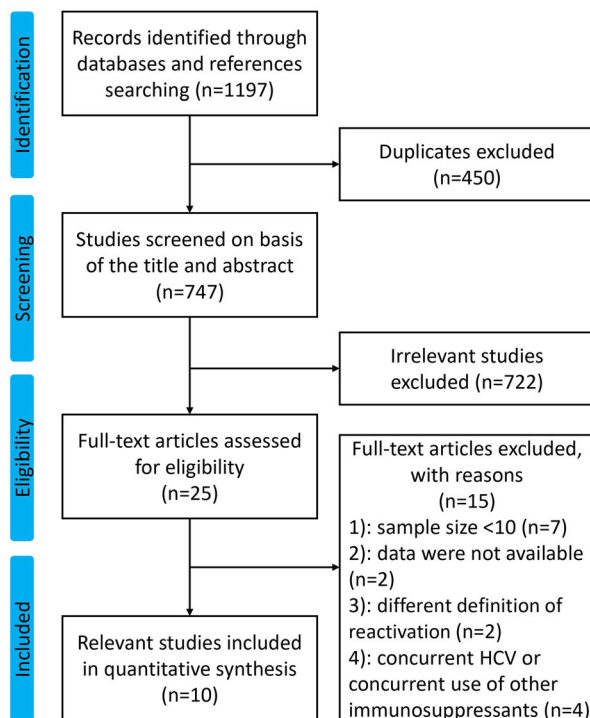 Identification
Records identified through
databases and references
searching (n=1197)
Duplicates excluded
(n=450)
Screening
Studies screened on basis
of the title and abstract
(n=747)
Irrelevant studies
excluded (n=722)
Eligibility
Full-text articles assessed
for eligibility
(n=25)
Full-text articles excluded,
with reasons
(n=15)
1): sample size <10 (n=7)
2): data were not available
(n=2)
3): different definition of
reactivation (n=2)
4): concurrent HCV or
concurrent use of other
immunosuppressants (n=4)
Included
Relevant studies included
in quantitative synthesis
(n=10)